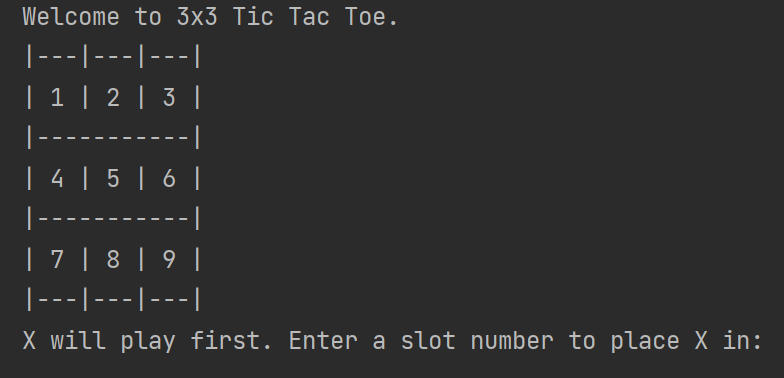 Welcome to 3x3 Tic Tac Toe.
|---|---|---|
| 1 | 2 | 3 |
|-----------|
| 4 | 5 | 6 |
|-----------|
| 7 | 8 | 9 |
|---|---|---|
X will play first. Enter a slot number to place X in: